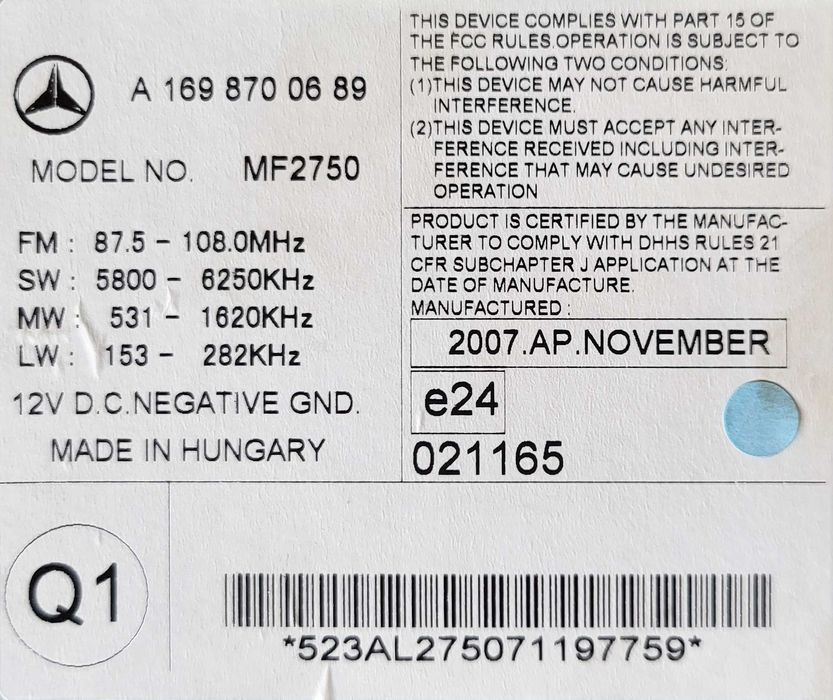 A 169 870 06 89
MODEL NO. MF2750
FM : 87.5 - 108.0MHz
SW : 5800 - 6250KHz
MW : 531 - 1620KHz
LW : 153 - 282KHz
12V D.C.NEGATIVE GND.
MADE IN HUNGARY
THIS DEVICE COMPLIES WITH PART 15 OF
THE FCC RULES.OPERATION IS SUBJECT TO
THE FOLLOWING TWO CONDITIONS:
(1)THIS DEVICE MAY NOT CAUSE HARMFUL
INTERFERENCE.
(2)THIS DEVICE MUST ACCEPT ANY INTER-
FERENCE RECEIVED INCLUDING INTER-
FERENCE THAT MAY CAUSE UNDESIRED
OPERATION
PRODUCT IS CERTIFIED BY THE MANUFAC-
TURER TO COMPLY WITH DHHS RULES 21
CFR SUBCHAPTER J APPLICATION AT THE
DATE OF MANUFACTURE.
MANUFACTURED :
2007.AP.NOVEMBER
e24
021165
Q1
*523AL275071197759*